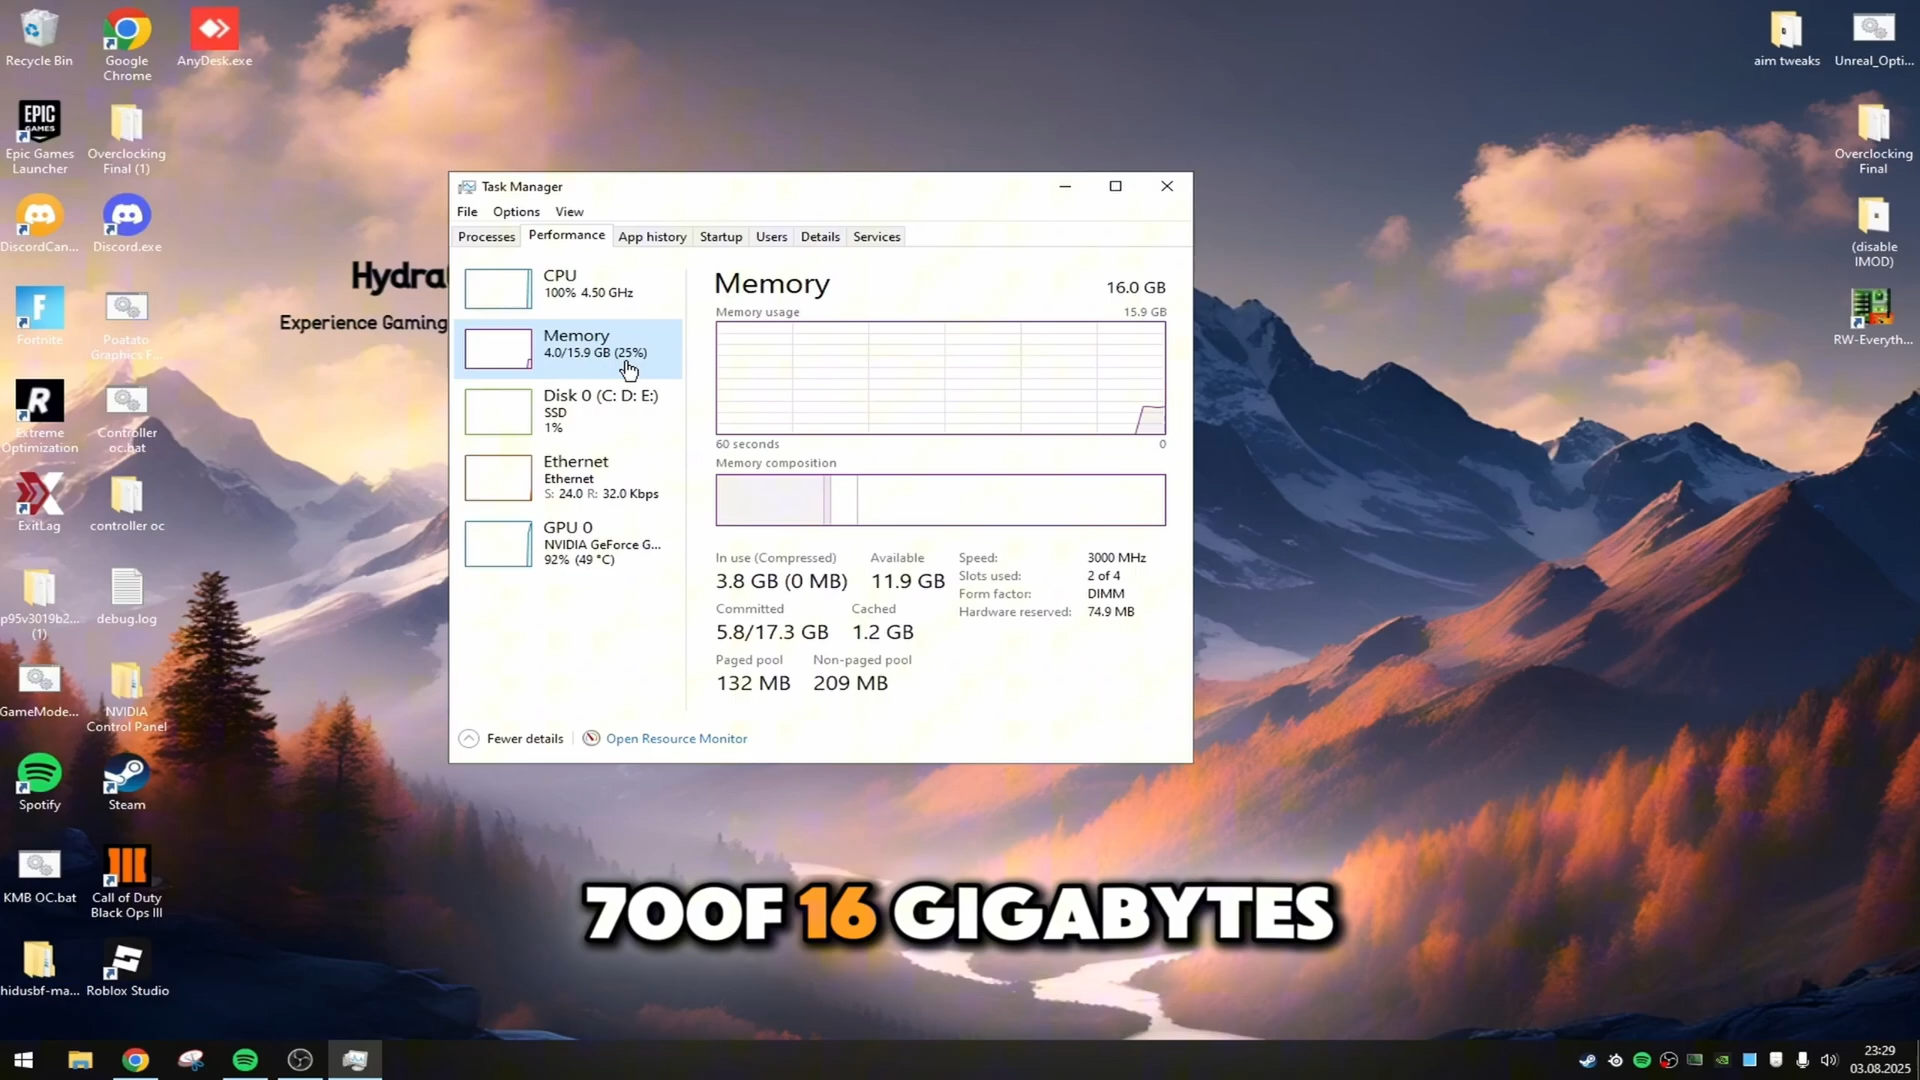 Recycle Bin
Google
Chrome
AnyDesk.exe
Epic Games
Launcher
Overclocking
Final (1)
DiscordCan...
Discord.exe
Fortnite
Poatato
Graphics F...
Extreme
Optimization
Controller
oc.bat
ExitLag
controller oc
p95v3019b2...
(1)
debug.log
GameMode...
NVIDIA
Control Panel
Spotify
Steam
KMB OC.bat
Call of Duty
Black Ops III
hidusbf-ma...
Roblox Studio
EPIC
GAMES
Hydra
Experience Gaming
Task Manager
File Options View
Processes Performance App history Startup Users Details Services
CPU
100% 4.50 GHz
Memory
4.0/15.9 GB (25%)
Disk 0 (C: D: E:)
SSD
1%
Ethernet
Ethernet
S: 24.0 R: 32.0 Kbps
GPU 0
NVIDIA GeForce G...
92% (49 °C)
Memory 16.0 GB
Memory usage 15.9 GB
60 seconds 0
Memory composition
In use (Compressed) Available
3.8 GB (0 MB) 11.9 GB
Committed Cached
5.8/17.3 GB 1.2 GB
Paged pool Non-paged pool
132 MB 209 MB
Speed: 3000 MHz
Slots used: 2 of 4
Form factor: DIMM
Hardware reserved: 74.9 MB
Fewer details Open Resource Monitor
aim tweaks
Unreal_Opti...
Overclocking
Final
(disable
IMOD)
RW-Everyth...
700F 16 GIGABYTES
23:29
03.08.2025